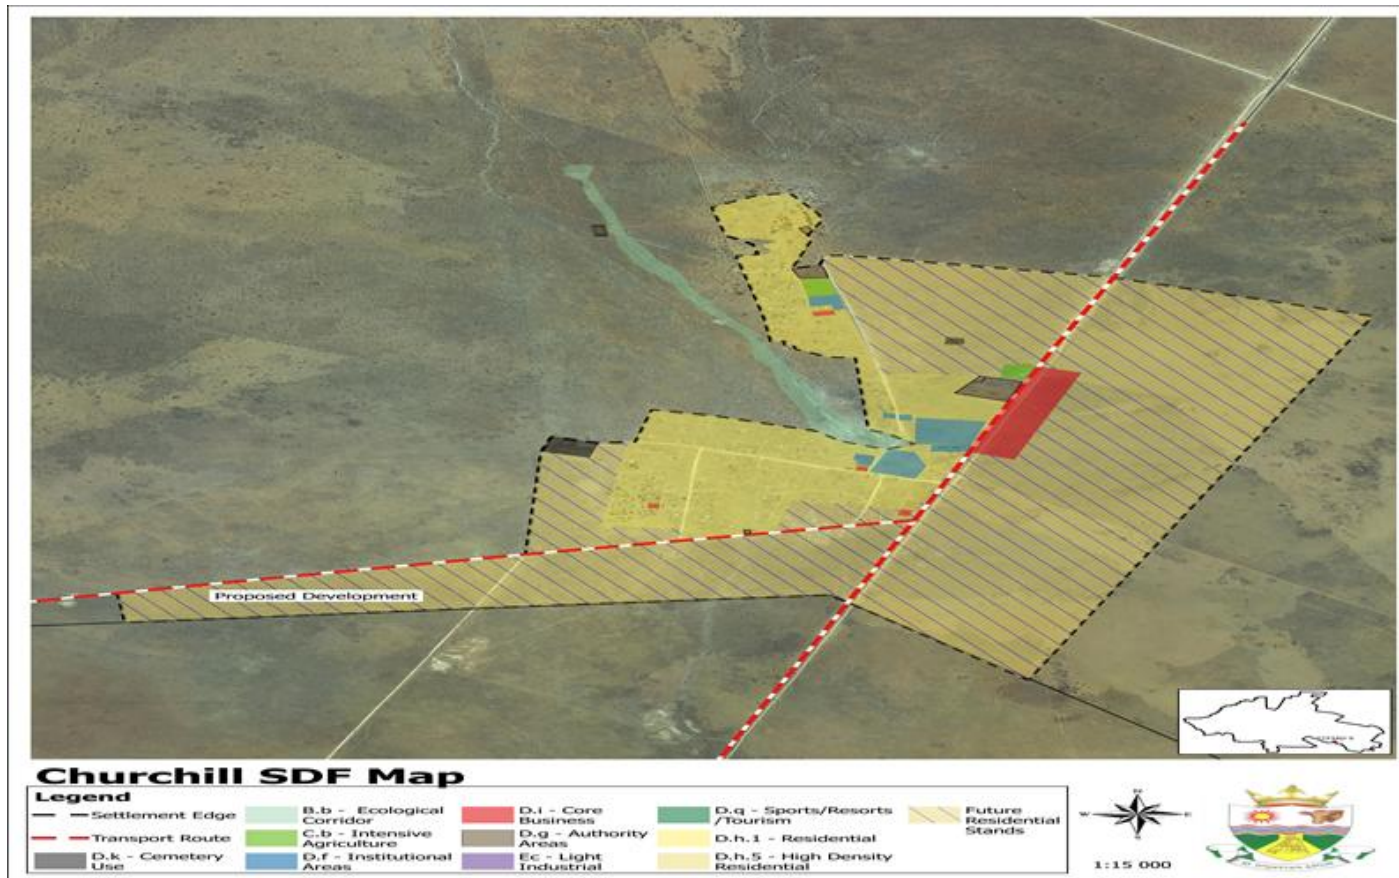 Proposed Development
Churchill SDF Map
Legend
Settlement Edge
Transport Route
D.k - Cemetery
Use
B.b - Ecological
Corridor
C.b - Intensive
Agriculture
D.f - Institutional
Areas
D.i - Core
Business
D.g - Authority
Areas
Ec - Light
Industrial
D.q - Sports/Resorts
/Tourism
D.h.1 - Residential
D.h.5 - High Density
Residential
Future
Residential
Stands
N
W
E
S
1:15 000